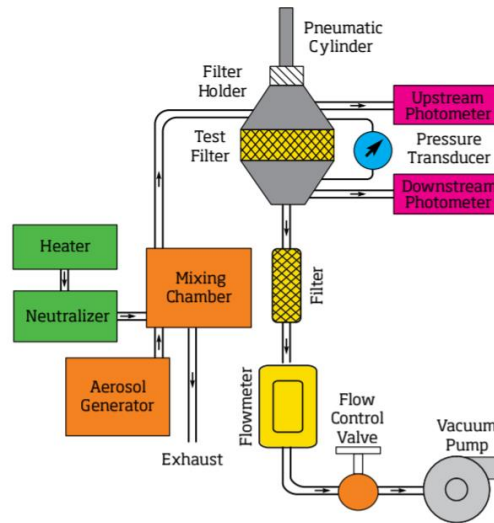 Pneumatic
Cylinder
Filter
Holder
Upstream
Photometer
Test
Filter
Pressure
Transducer
Downstream
Photometer
Heater
Mixing
Chamber
Neutralizer
Filter
Aerosol
Generator
Exhaust
Flowmeter
Flow
Control
Valve
Vacuum
Pump